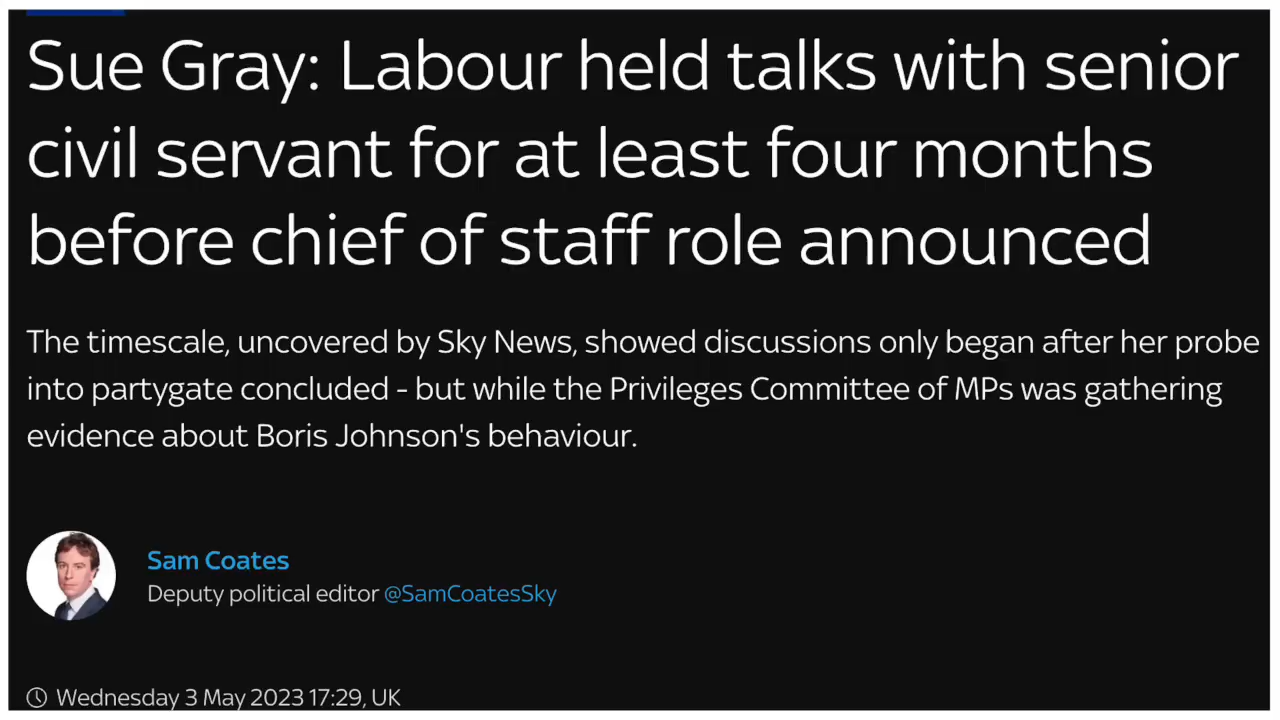 Sue Gray: Labour held talks with senior
civil servant for at least four months
before chief of staff role announced
The timescale, uncovered by Sky News, showed discussions only began after her probe
into partygate concluded - but while the Privileges Committee of MPs was gathering
evidence about Boris Johnson's behaviour.
Sam Coates
Deputy political editor @SamCoatesSky
Wednesday 3 May 2023 17:29, UK